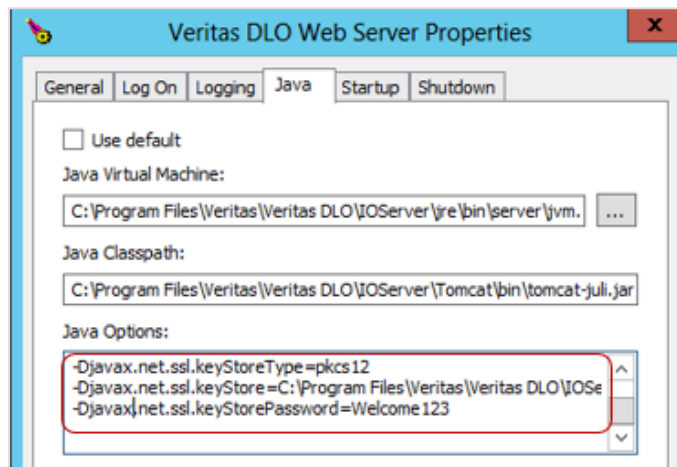 Veritas DLO Web Server Properties
x
General Log On Logging Java Startup Shutdown
Use default
Java Virtual Machine:
C:\Program Files\Veritas\Veritas DLO\IOServer\jre\bin\server\jvm.
...
Java Classpath:
C:\Program Files\Veritas\Veritas DLO\IOServer\Tomcat\bin\tomcat-juli.jar
Java Options:
-Djavax.net.ssl.keyStoreType=pkcs12
-Djavax.net.ssl.keyStore=C:\Program Files\Veritas\Veritas DLO\IOSe
-Djavax.net.ssl.keyStorePassword=Welcome123